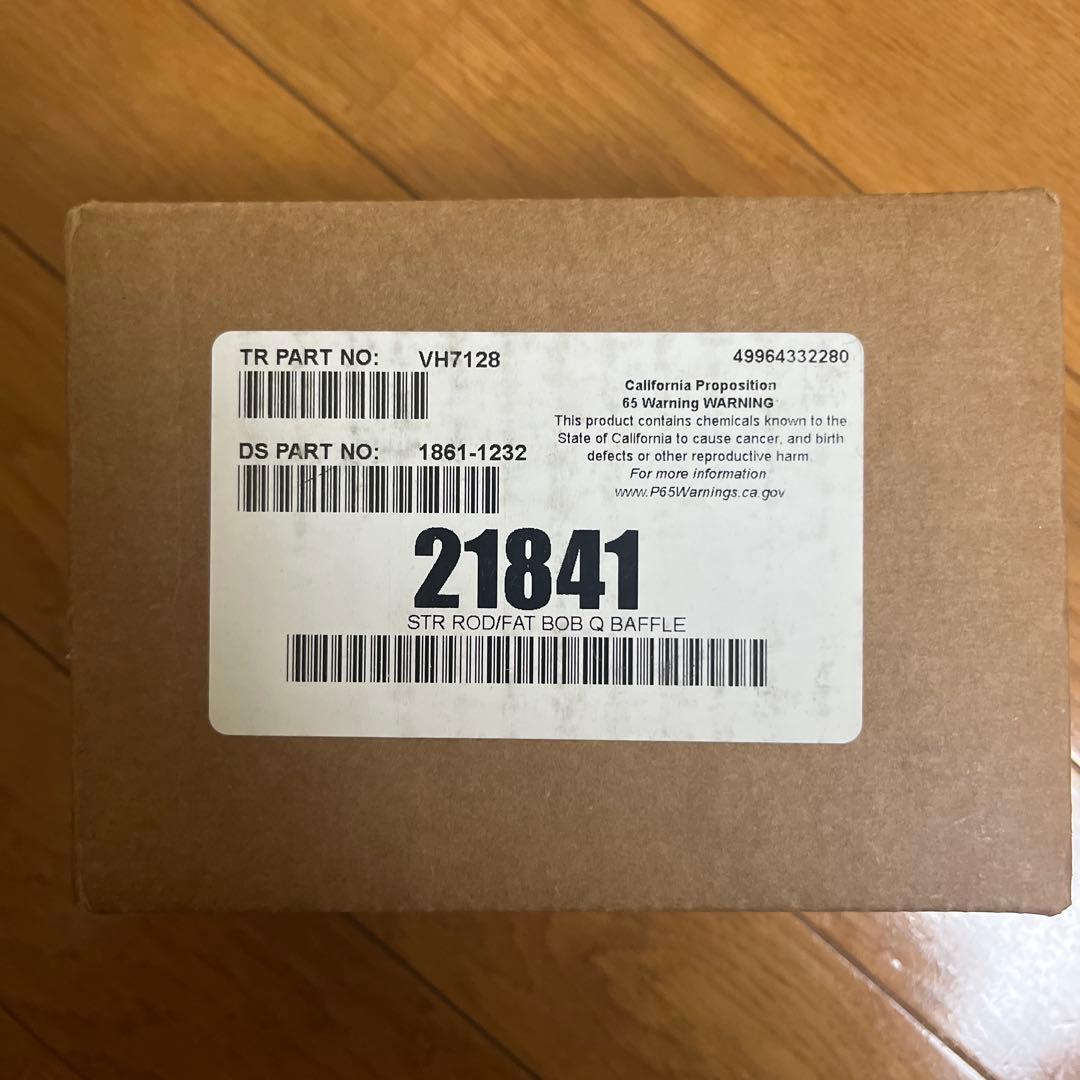 TR PART NO: VH7128
49964332280
California Proposition
65 Warning WARNING
This product contains chemicals known to the
State of California to cause cancer, and birth
defects or other reproductive harm
For more information
www.P65Warnings.ca.gov
DS PART NO: 1861-1232
21841
STR ROD/FAT BOB Q BAFFLE